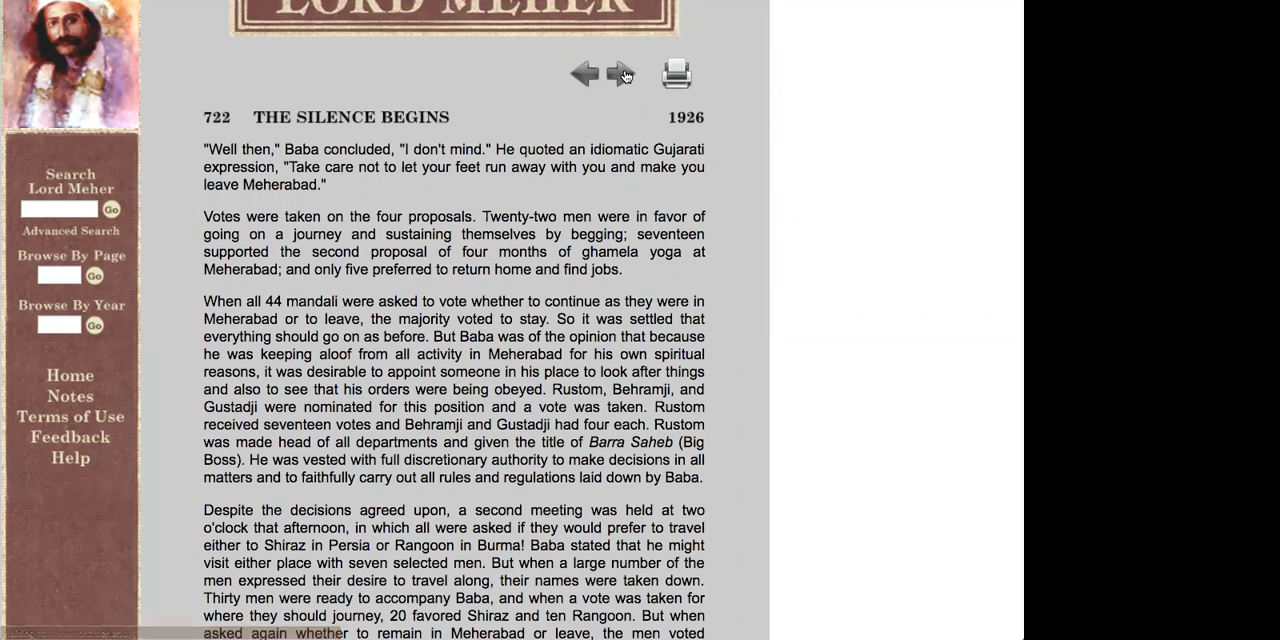 LORD MEHER
722 THE SILENCE BEGINS 1926
"Well then," Baba concluded, "I don't mind." He quoted an idiomatic Gujarati
expression, "Take care not to let your feet run away with you and make you
leave Meherabad."
Votes were taken on the four proposals. Twenty-two men were in favor of
going on a journey and sustaining themselves by begging; seventeen
supported the second proposal of four months of ghamela yoga at
Meherabad; and only five preferred to return home and find jobs.
When all 44 mandali were asked to vote whether to continue as they were in
Meherabad or to leave, the majority voted to stay. So it was settled that
everything should go on as before. But Baba was of the opinion that because
he was keeping aloof from all activity in Meherabad for his own spiritual
reasons, it was desirable to appoint someone in his place to look after things
and also to see that his orders were being obeyed. Rustom, Behramji, and
Gustadji were nominated for this position and a vote was taken. Rustom
received seventeen votes and Behramji and Gustadji had four each. Rustom
was made head of all departments and given the title of Barra Saheb (Big
Boss). He was vested with full discretionary authority to make decisions in all
matters and to faithfully carry out all rules and regulations laid down by Baba.
Despite the decisions agreed upon, a second meeting was held at two
o'clock that afternoon, in which all were asked if they would prefer to travel
either to Shiraz in Persia or Rangoon in Burma! Baba stated that he might
visit either place with seven selected men. But when a large number of the
men expressed their desire to travel along, their names were taken down.
Thirty men were ready to accompany Baba, and when a vote was taken for
where they should journey, 20 favored Shiraz and ten Rangoon. But when
asked again whether to remain in Meherabad or leave, the men voted
Search
Lord Meher
Go
Advanced Search
Browse By Page
Go
Browse By Year
Go
Home
Notes
Terms of Use
Feedback
Help